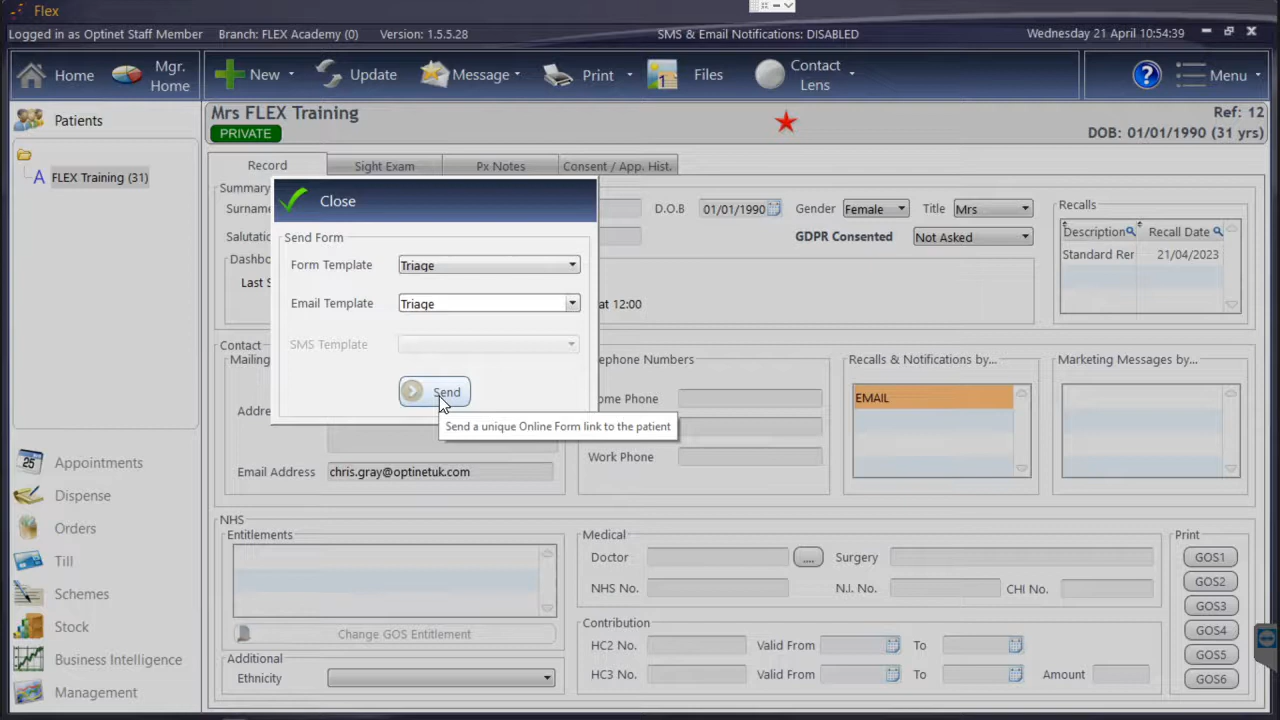 Flex
Logged in as Optinet Staff Member Branch: FLEX Academy (0) Version: 1.5.5.28 SMS & Email Notifications: DISABLED Wednesday 21 April 10:54:39
Home Mgr. Home New Update Message Print 1 Files Contact Lens ? Menu
Patients
A FLEX Training (31)
Mrs FLEX Training Ref: 12
PRIVATE DOB: 01/01/1990 (31 yrs)
Record Sight Exam Px Notes Consent / App. Hist.
Summary
Surname D.O.B 01/01/1990 Gender Female Title Mrs
Salutation GDPR Consented Not Asked
Last S at 12:00
Recalls
Description Recall Date
Standard Rer 21/04/2023
Close
Send Form
Form Template Triage
Email Template Triage
SMS Template
Send
Send a unique Online Form link to the patient
Contact
Mailing
Addre
Email Address chris.gray@optinetuk.com
ephone Numbers
ome Phone
Work Phone
Recalls & Notifications by...
EMAIL
Marketing Messages by...
25 Appointments
Dispense
Orders
Till
Schemes
Stock
Business Intelligence
Management
NHS
Entitlements
Change GOS Entitlement
Additional
Ethnicity
Medical
Doctor .... Surgery
NHS No. N.I. No. CHI No.
Contribution
HC2 No. Valid From To
HC3 No. Valid From To Amount
Print
GOS1
GOS2
GOS3
GOS4
GOS5
GOS6